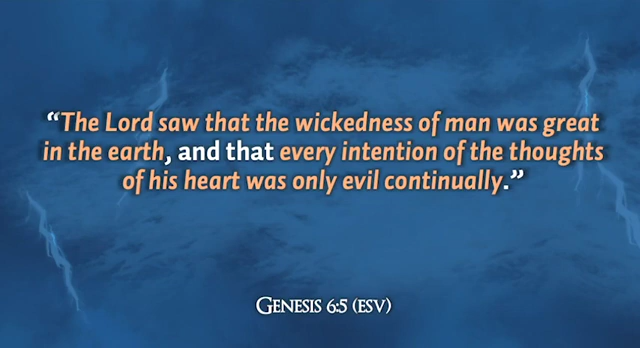 “The Lord saw that the wickedness of man was great
in the earth, and that every intention of the thoughts
of his heart was only evil continually.”
Genesis 6:5 (ESV)